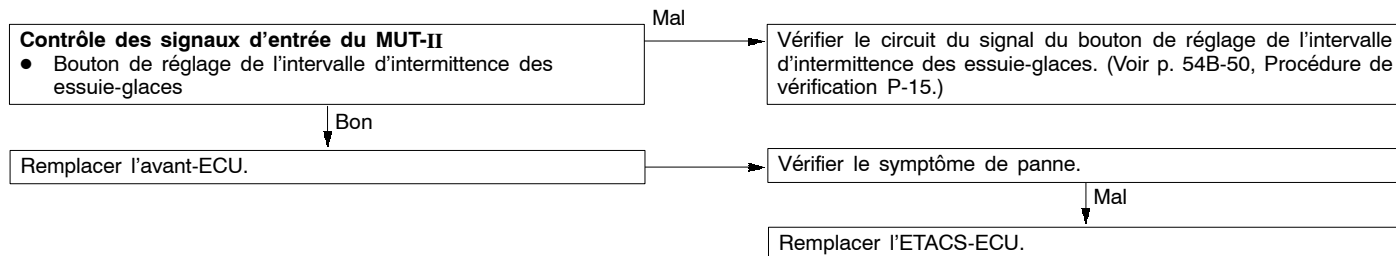 Contrôle des signaux d'entrée du MUT-II
● Bouton de réglage de l'intervalle d'intermittence des
essuie-glaces
Mal
Vérifier le circuit du signal du bouton de réglage de l'intervalle
d'intermittence des essuie-glaces. (Voir p. 54B-50, Procédure de
vérification P-15.)
Bon
Remplacer l'avant-ECU.
Vérifier le symptôme de panne.
Mal
Remplacer l'ETACS-ECU.